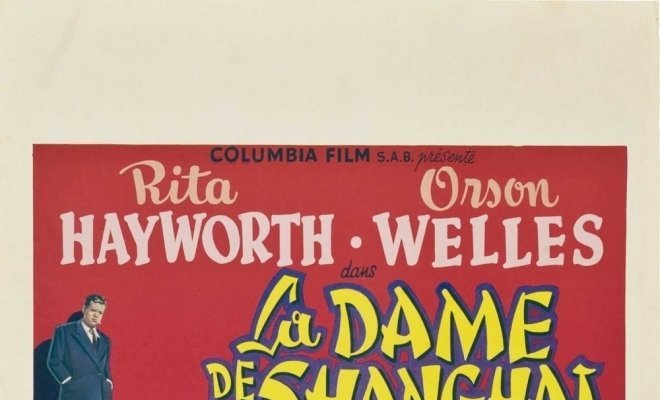 COLUMBIA FILM S.A.B. présente
Rita Orson
HAYWORTH · WELLES
dans
La DAME
DE SHANGHAI